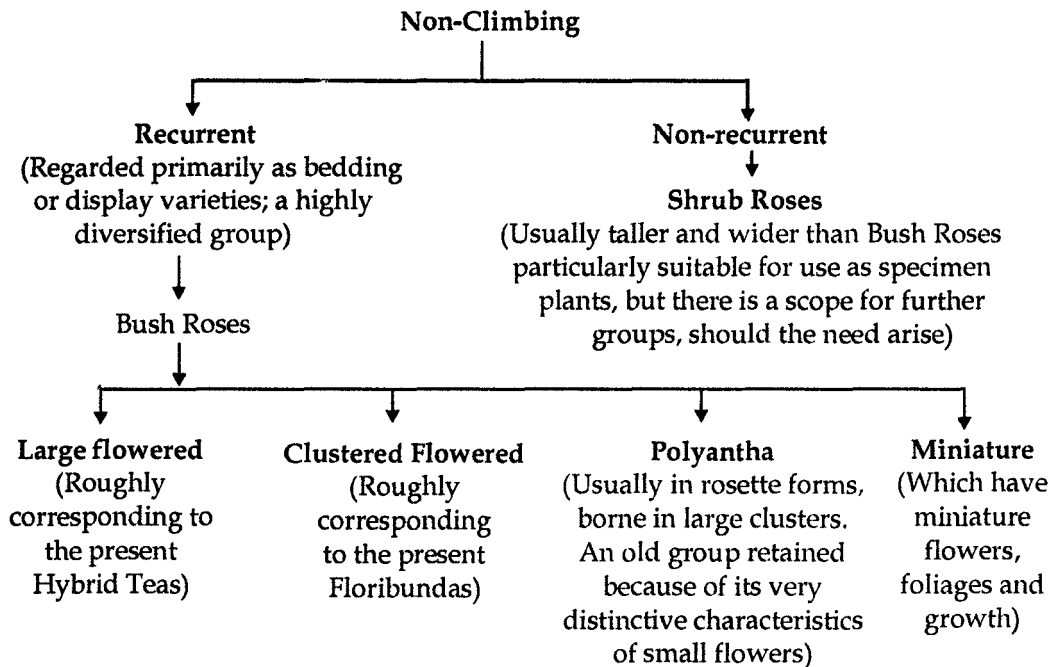 Non-Climbing
Recurrent
(Regarded primarily as bedding
or display varieties; a highly
diversified group)
Non-recurrent
Shrub Roses
(Usually taller and wider than Bush Roses
particularly suitable for use as specimen
plants, but there is a scope for further
groups, should the need arise)
Bush Roses
Large flowered
(Roughly
corresponding to
the present
Hybrid Teas)
Clustered Flowered
(Roughly
corresponding
to the present
Floribundas)
Polyantha
(Usually in rosette forms,
borne in large clusters.
An old group retained
because of its very
distinctive characteristics
of small flowers)
Miniature
(Which have
miniature
flowers,
foliages and
growth)